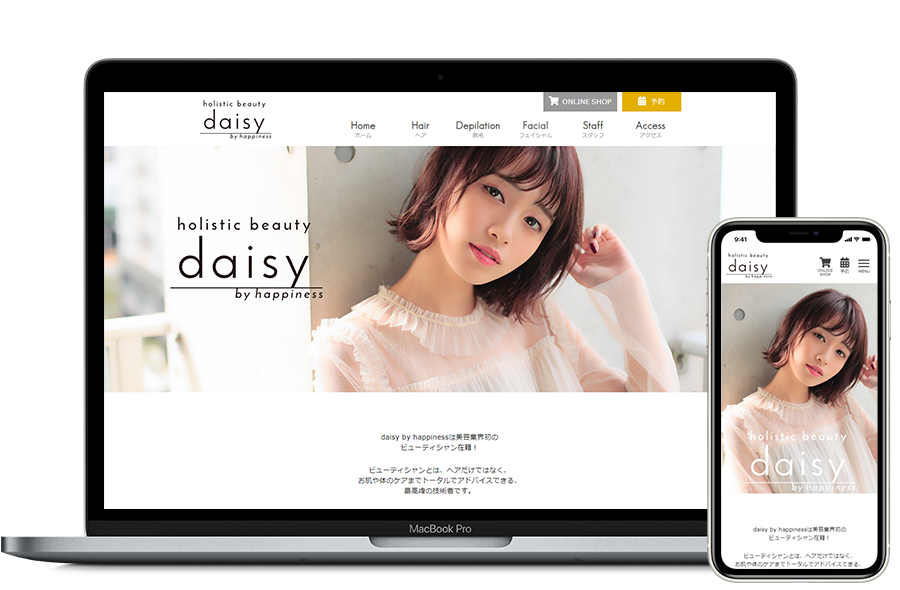 holistic beauty
daisy
by happiness
ONLINE SHOP
予約
Home
ホーム
Hair
ヘア
Depilation
脱毛
Facial
フェイシャル
Staff
スタッフ
Access
アクセス
holistic beauty
daisy
by happiness
daisy by happinessは美容業界初の
ビューティシャン在籍！
ビューティシャンとは、ヘアだけではなく、
お肌や体のケアまでトータルでアドバイスできる、
最高峰の技術者です。
MacBook Pro
9:41
holistic beauty
daisy
by happiness
ONLINE
SHOP
予約
MENU
holistic beauty
daisy
by happiness
daisy by happinessは美容業界初の
ビューティシャン在籍！
ビューティシャンとは、ヘアだけではなく、
お肌や体のケアまでトータルでアドバイスできる、